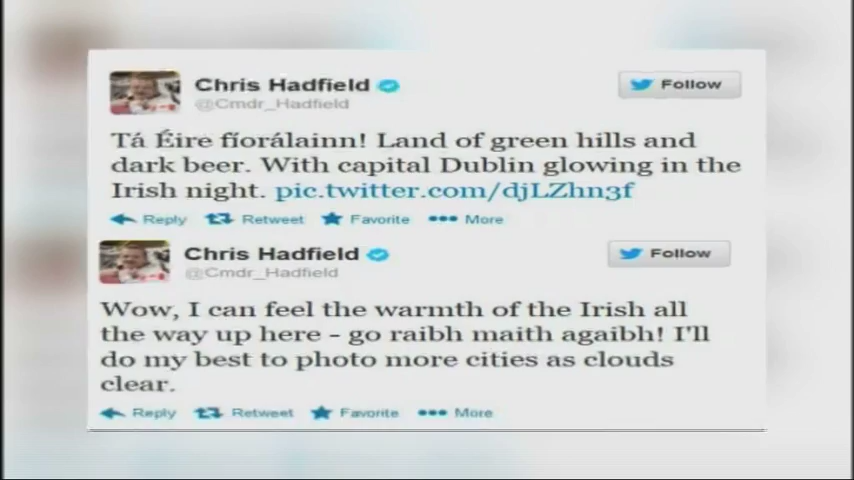 Chris Hadfield
Follow
@Cmdr_Hadfield
Tá Éire fíorálainn! Land of green hills and
dark beer. With capital Dublin glowing in the
Irish night. pic.twitter.com/djLZhn3f
Reply Retweet Favorite More
Chris Hadfield
Follow
@Cmdr_Hadfield
Wow, I can feel the warmth of the Irish all
the way up here - go raibh maith agaibh! I'll
do my best to photo more cities as clouds
clear.
Reply Retweet Favorite More